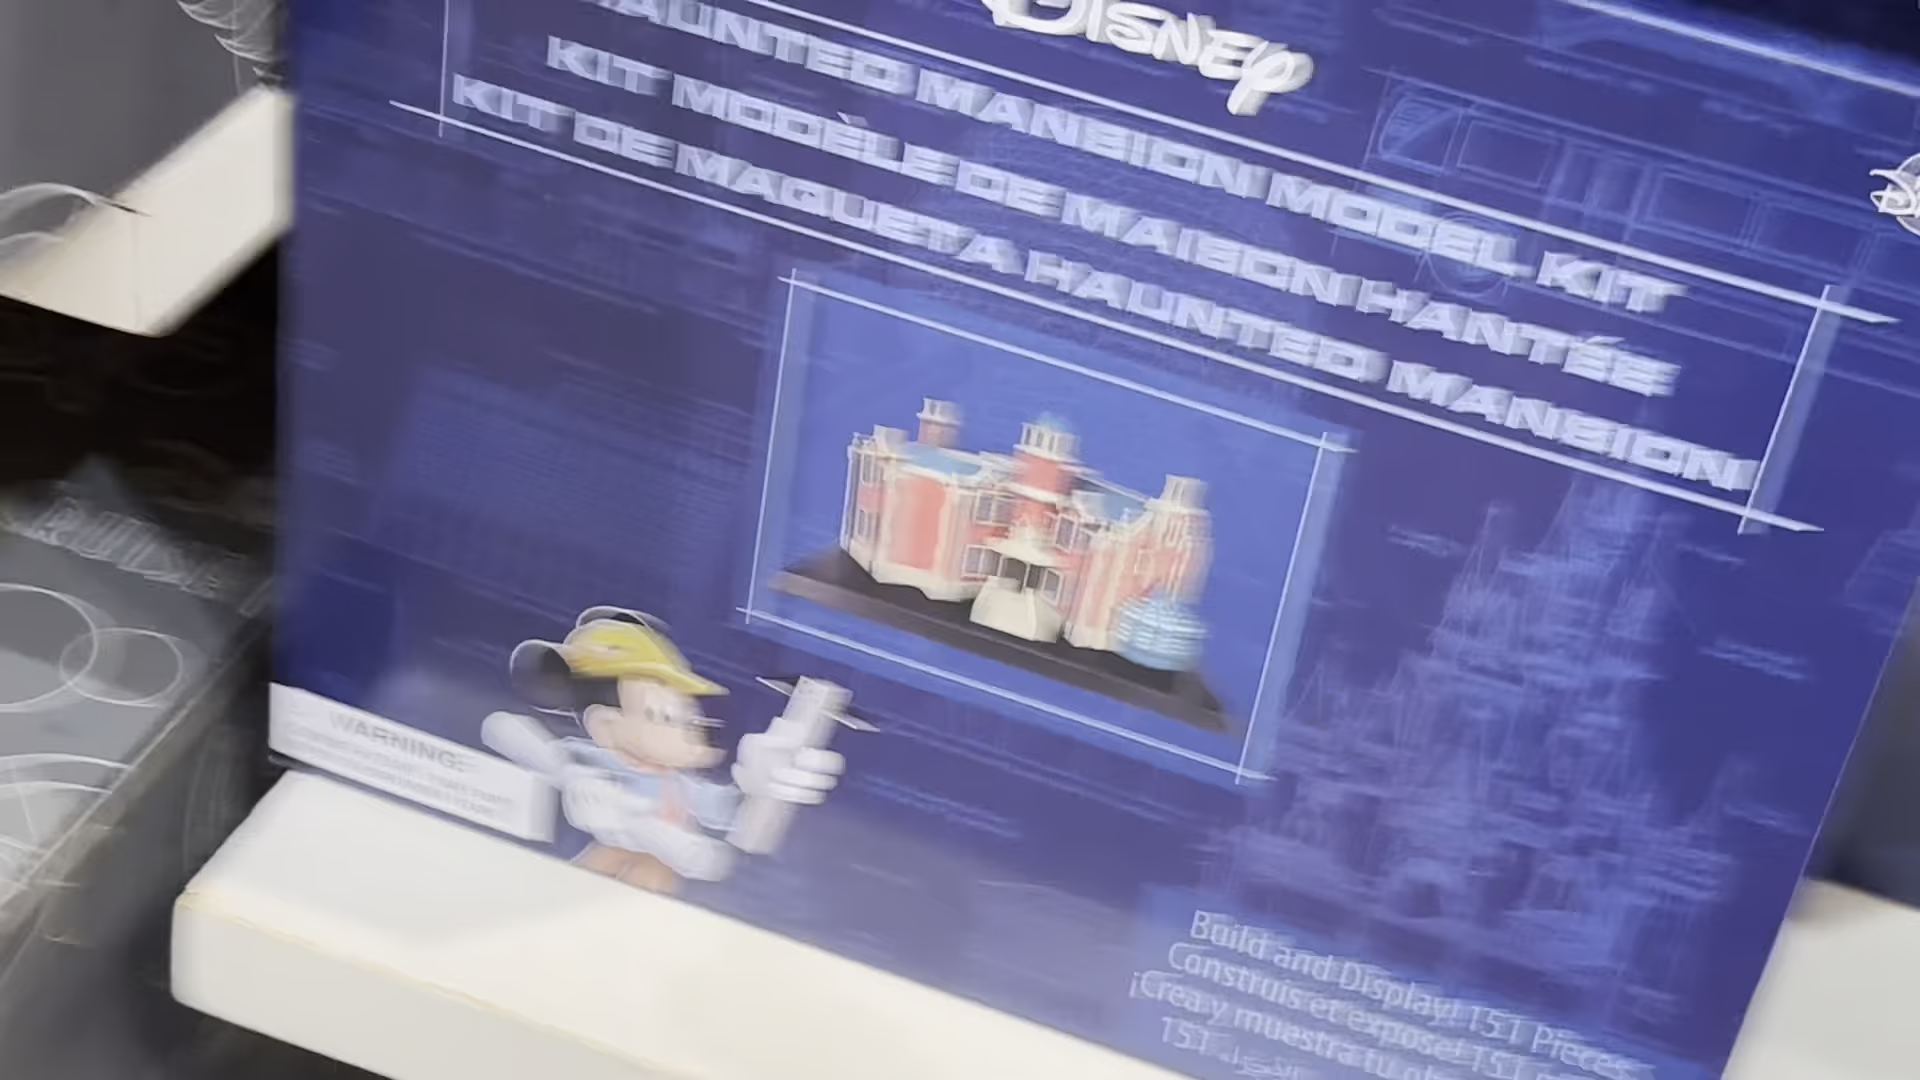 DISNEY
HAUNTED MANSION MODEL KIT
KIT MODÈLE DE MAISON HANTÉE
KIT DE MAQUETA HAUNTED MANSION
WARNING:
Build and Display! 151 Pieces
Construis et expose! 151
¡Crea y muestra tu
151